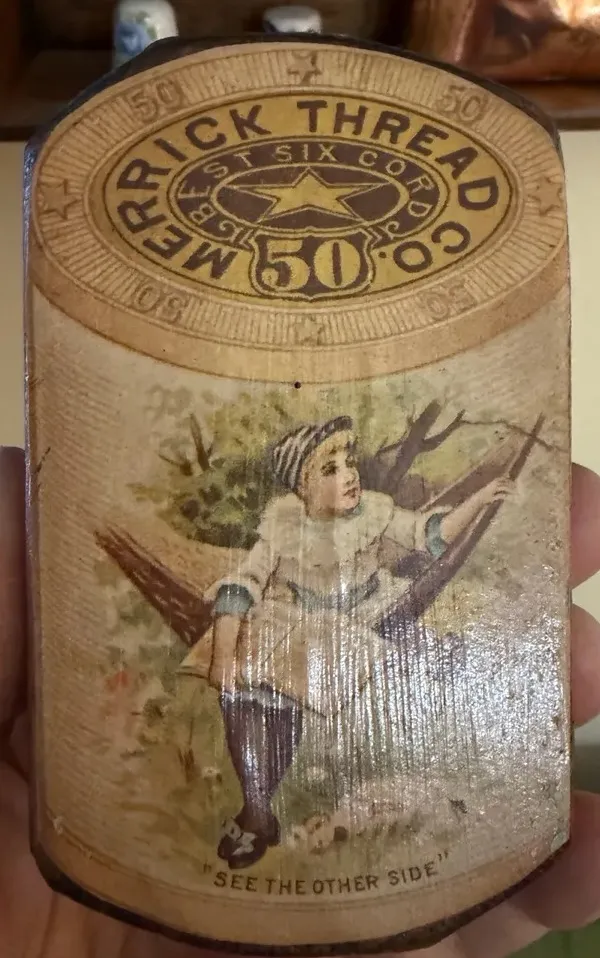 50 50
MERRICK THREAD CO.
BEST SIX CORD
50
50 50
"SEE THE OTHER SIDE"